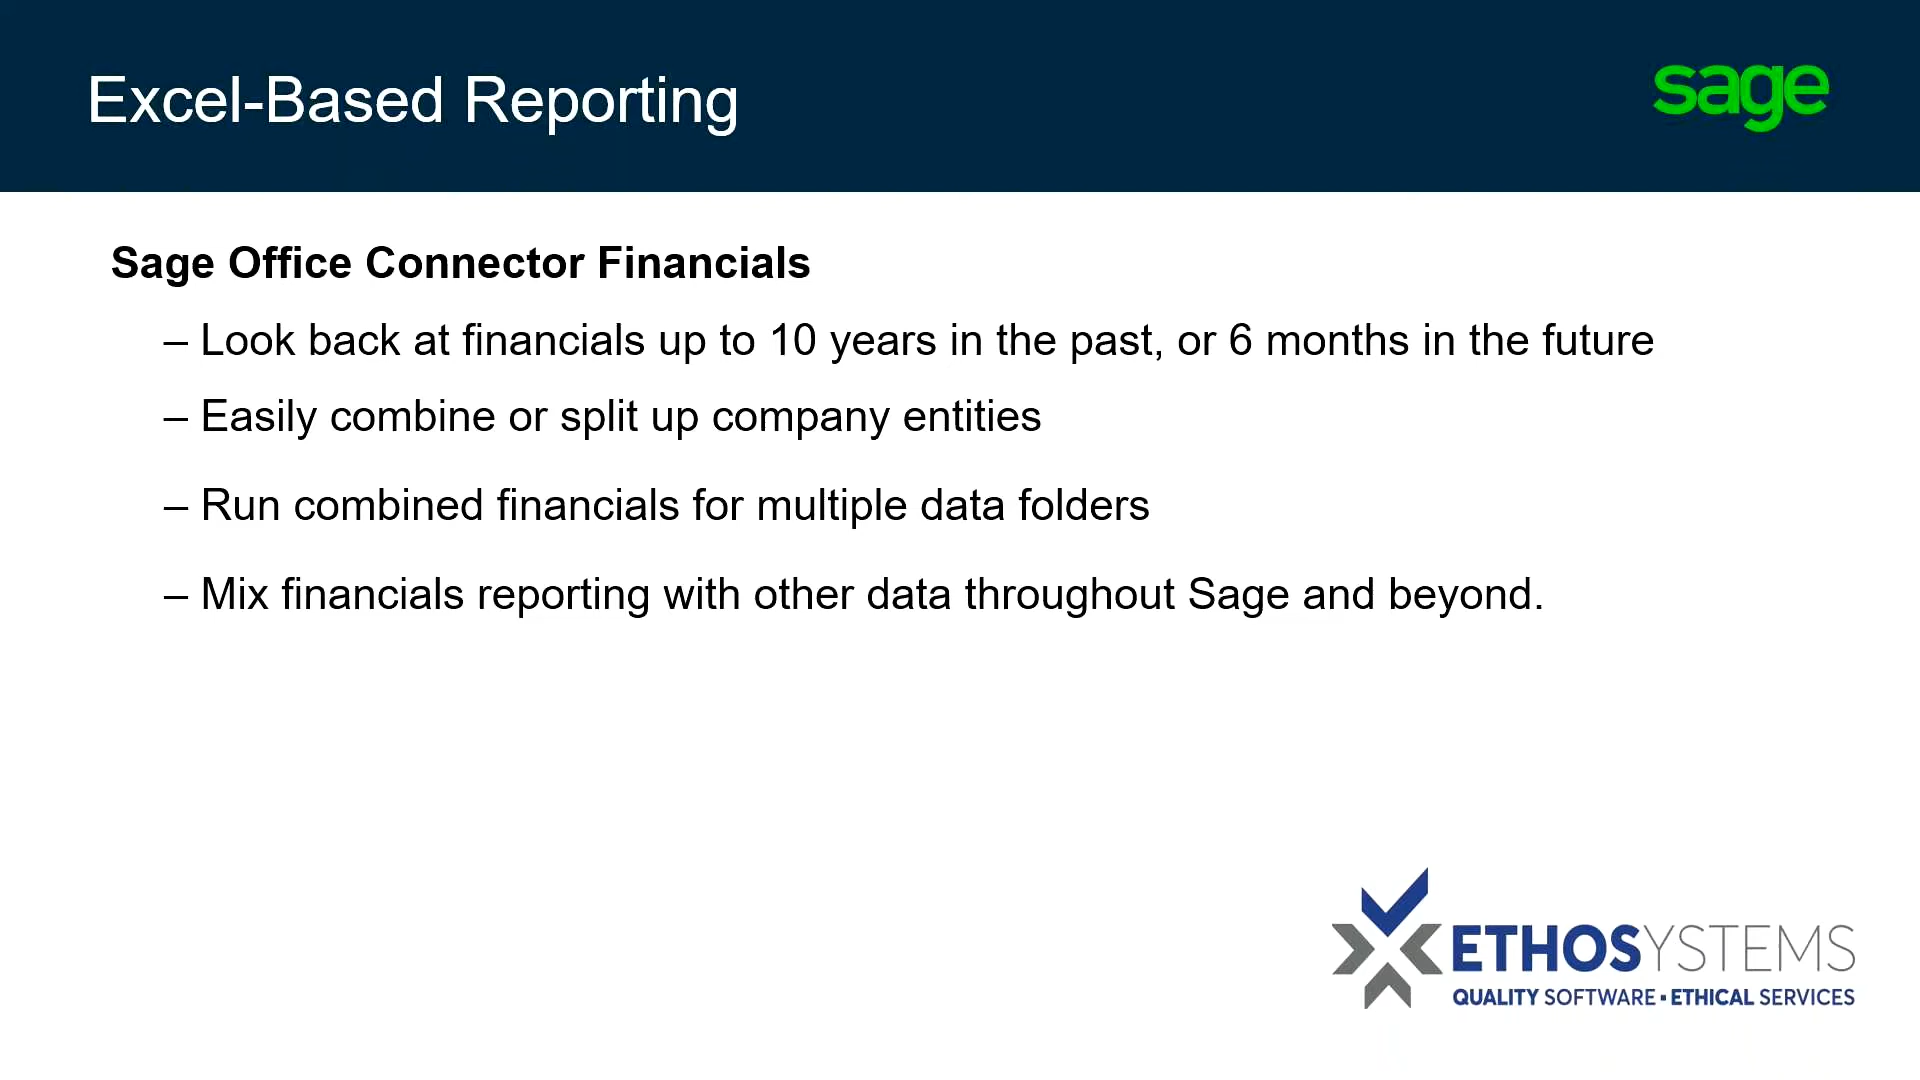 Excel-Based Reporting
sage
Sage Office Connector Financials
– Look back at financials up to 10 years in the past, or 6 months in the future
– Easily combine or split up company entities
– Run combined financials for multiple data folders
– Mix financials reporting with other data throughout Sage and beyond.
ETHOSYSTEMS
QUALITY SOFTWARE ▪ ETHICAL SERVICES